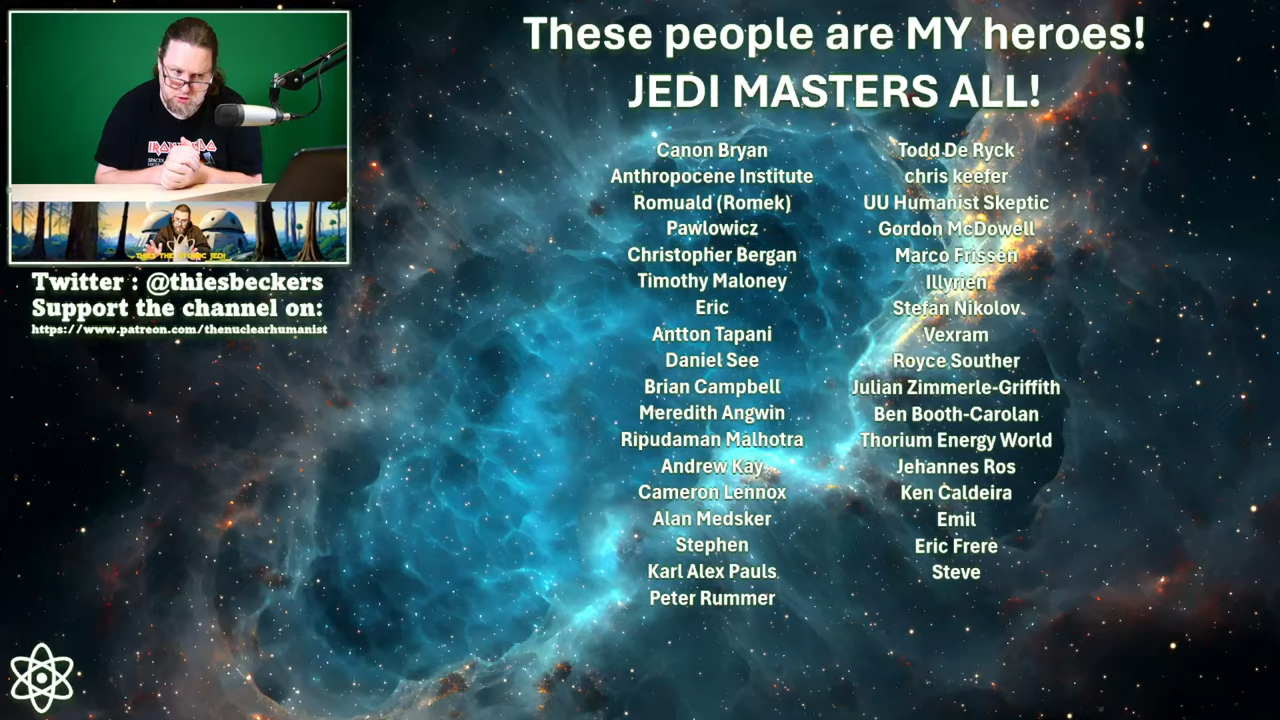 These people are MY heroes!
JEDI MASTERS ALL!
IRON
SPACES
Twitter : @thiesbeckers
Support the channel on:
https://www.patreon.com/thenuclearhumanist
Canon Bryan
Anthropocene Institute
Romuald (Romek)
Pawlowicz
Christopher Bergan
Timothy Maloney
Eric
Antton Tapani
Daniel See
Brian Campbell
Meredith Angwin
Ripudaman Malhotra
Andrew Kay
Cameron Lennox
Alan Medsker
Stephen
Karl Alex Pauls
Peter Rummer
Todd De Ryck
chris keefer
UU Humanist Skeptic
Gordon McDowell
Marco Frissen
Illyrien
Stefan Nikolov
Vexram
Royce Souther
Julian Zimmerle-Griffith
Ben Booth-Carolan
Thorium Energy World
Jehannes Ros
Ken Caldeira
Emil
Eric Frere
Steve